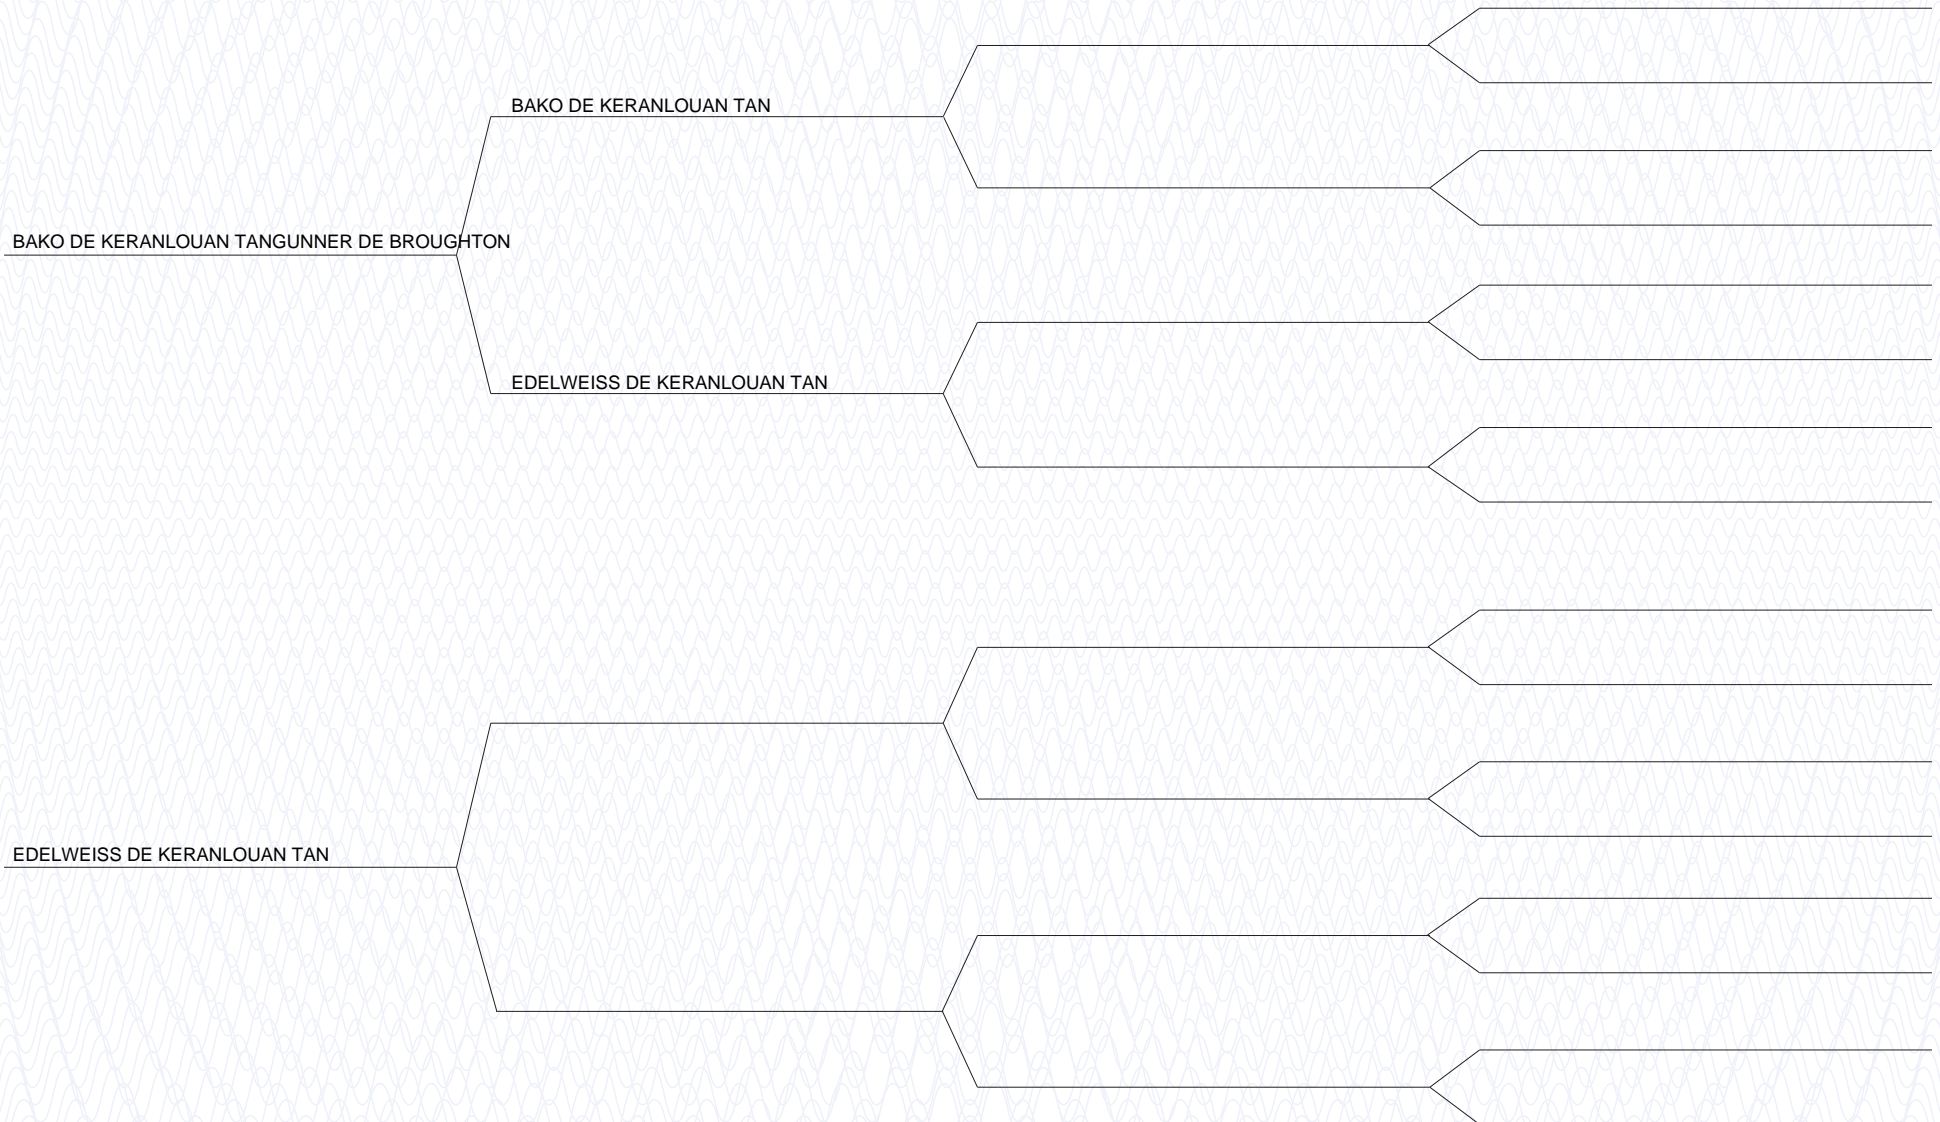 BAKO DE KERANLOUAN TAN
BAKO DE KERANLOUAN TANGUNNER DE BROUGHTON
EDELWEISS DE KERANLOUAN TAN
EDELWEISS DE KERANLOUAN TAN